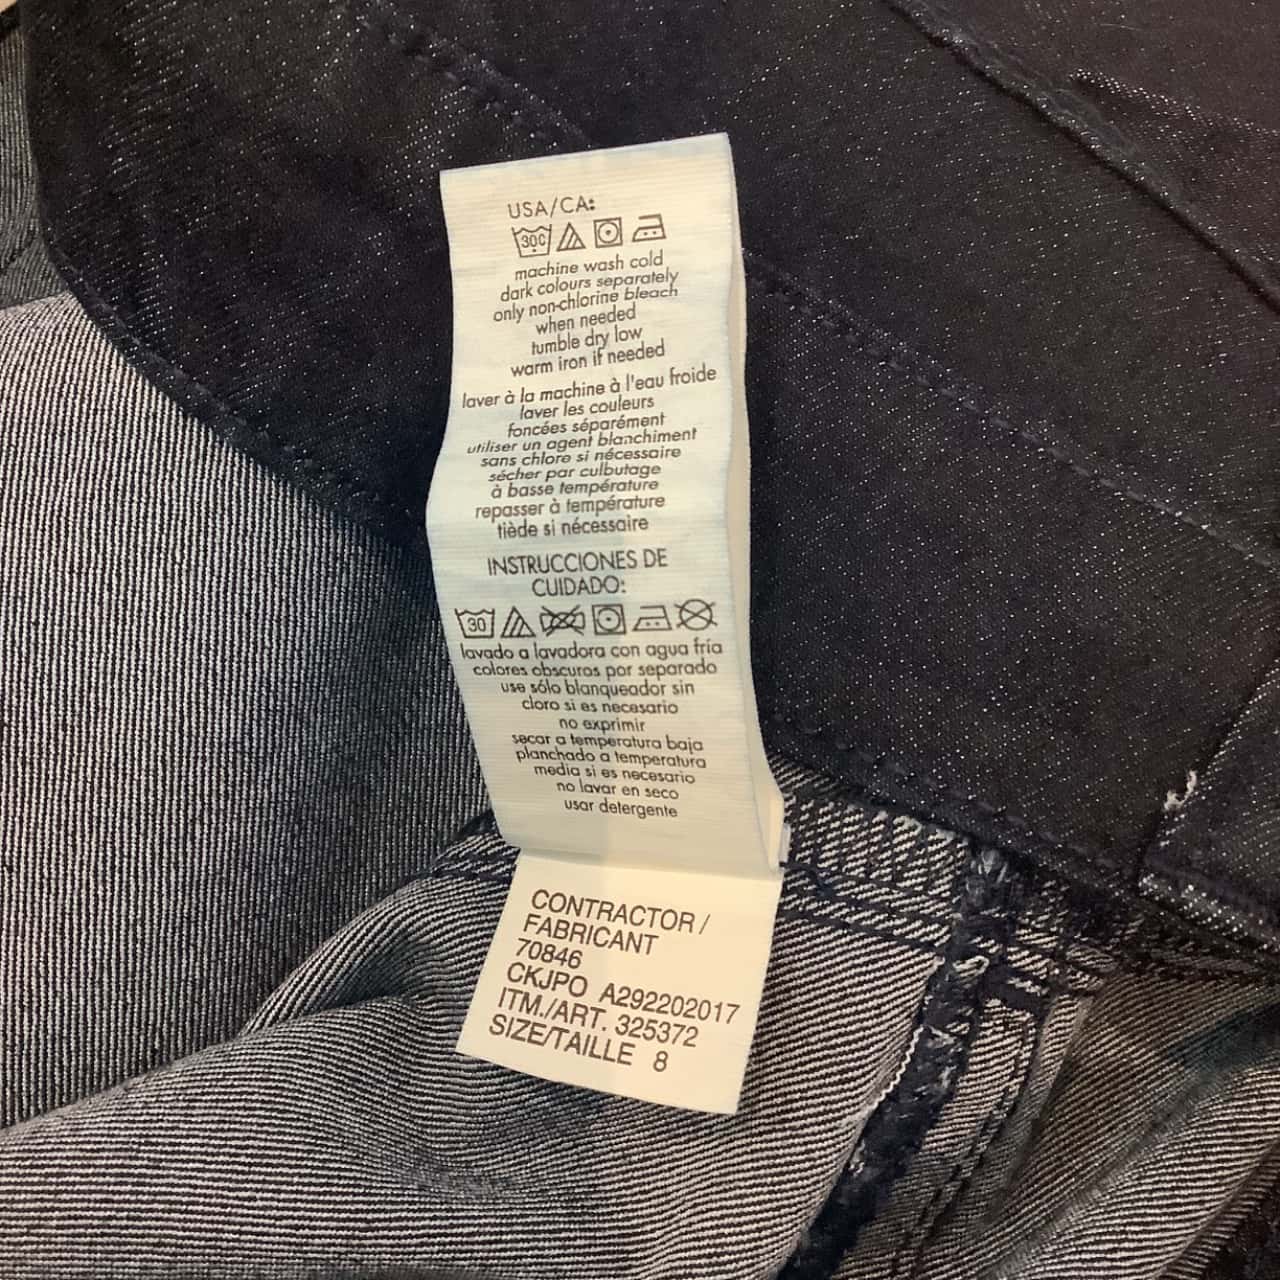 USA/CA:
30C
machine wash cold
dark colours separately
only non-chlorine bleach
when needed
tumble dry low
warm iron if needed
laver à la machine à l'eau froide
laver les couleurs
foncées séparément
utiliser un agent blanchiment
sans chlore si nécessaire
sécher par culbutage
à basse température
repasser à température
tiède si nécessaire
INSTRUCCIONES DE
CUIDADO:
30
lavado a lavadora con agua fría
colores obscuros por separado
use sólo blanqueador sin
cloro si es necesario
no exprimir
secar a temperatura baja
planchado a temperatura
media si es necesario
no lavar en seco
usar detergente
CONTRACTOR/
FABRICANT
70846
CKJPO A292202017
ITM./ART. 325372
SIZE/TAILLE 8